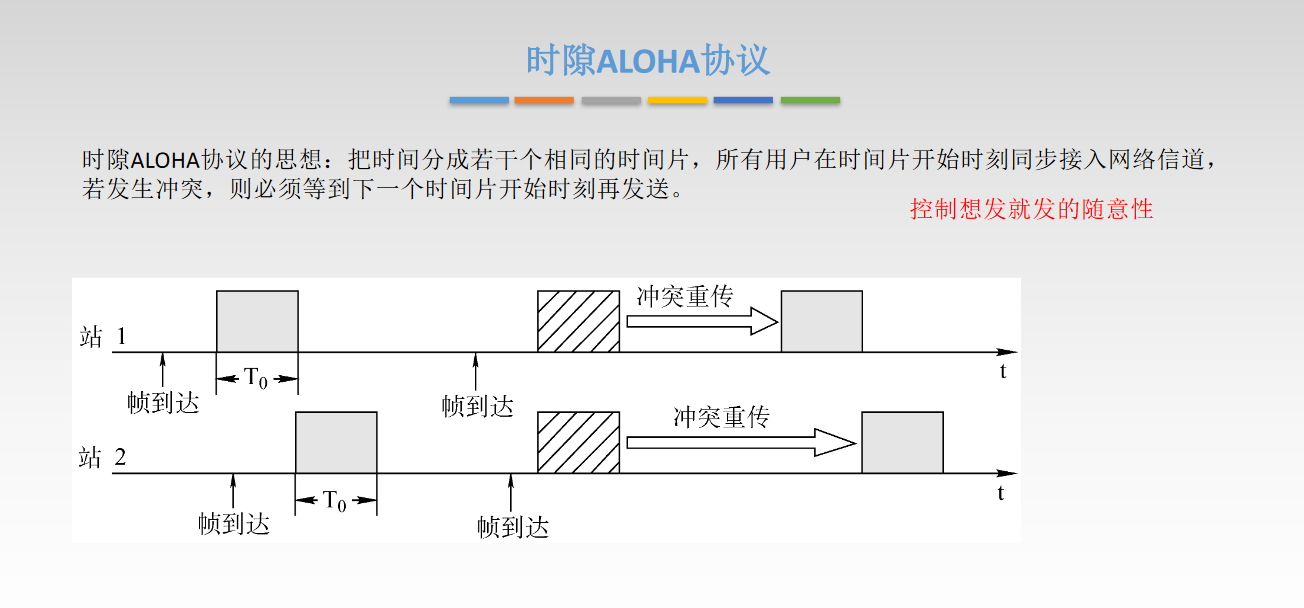 时隙ALOHA协议
时隙ALOHA协议的思想：把时间分成若干个相同的时间片，所有用户在时间片开始时刻同步接入网络信道，
若发生冲突，则必须等到下一个时间片开始时刻再发送。
控制想发就发的随意性
冲突重传
站 1
t
T₀
帧到达
帧到达
冲突重传
站 2
t
T₀
帧到达
帧到达